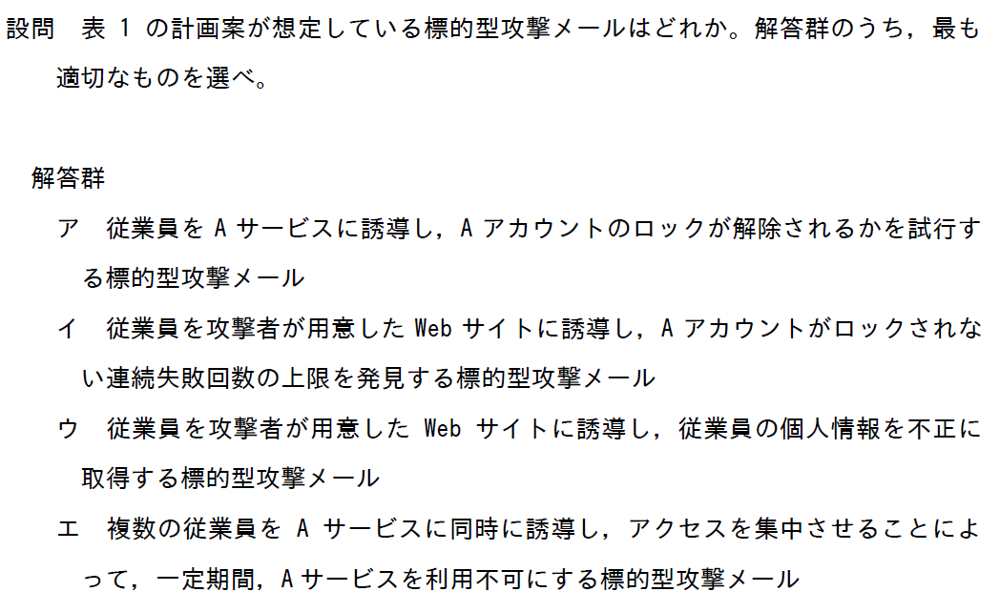 設問　表 1 の計画案が想定している標的型攻撃メールはどれか。解答群のうち，最も
適切なものを選べ。
解答群
ア　従業員を A サービスに誘導し，A アカウントのロックが解除されるかを試行す
る標的型攻撃メール
イ　従業員を攻撃者が用意した Web サイトに誘導し，A アカウントがロックされな
い連続失敗回数の上限を発見する標的型攻撃メール
ウ　従業員を攻撃者が用意した Web サイトに誘導し，従業員の個人情報を不正に
取得する標的型攻撃メール
エ　複数の従業員を A サービスに同時に誘導し，アクセスを集中させることによ
って，一定期間，A サービスを利用不可にする標的型攻撃メール